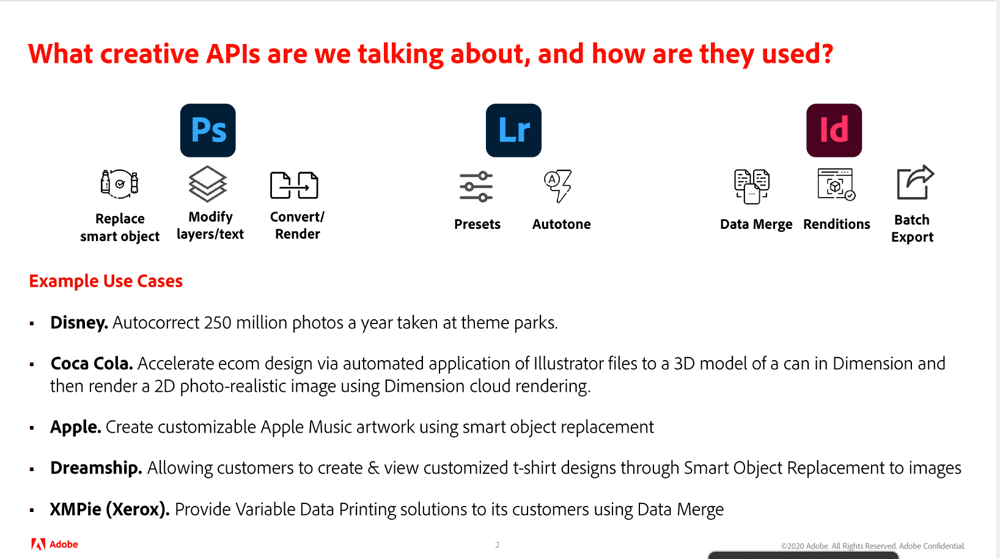 What creative APIs are we talking about, and how are they used?
Ps
Lr
Id
Replace
smart object
Modify
layers/text
Convert/
Render
Presets
A
Autotone
Data Merge
Renditions
Batch
Export
Example Use Cases
▪ Disney. Autocorrect 250 million photos a year taken at theme parks.
▪ Coca Cola. Accelerate ecom design via automated application of Illustrator files to a 3D model of a can in Dimension and
then render a 2D photo-realistic image using Dimension cloud rendering.
▪ Apple. Create customizable Apple Music artwork using smart object replacement
▪ Dreamship. Allowing customers to create & view customized t-shirt designs through Smart Object Replacement to images
▪ XMPie (Xerox). Provide Variable Data Printing solutions to its customers using Data Merge
Adobe
2
©2020 Adobe. All Rights Reserved. Adobe Confidential.